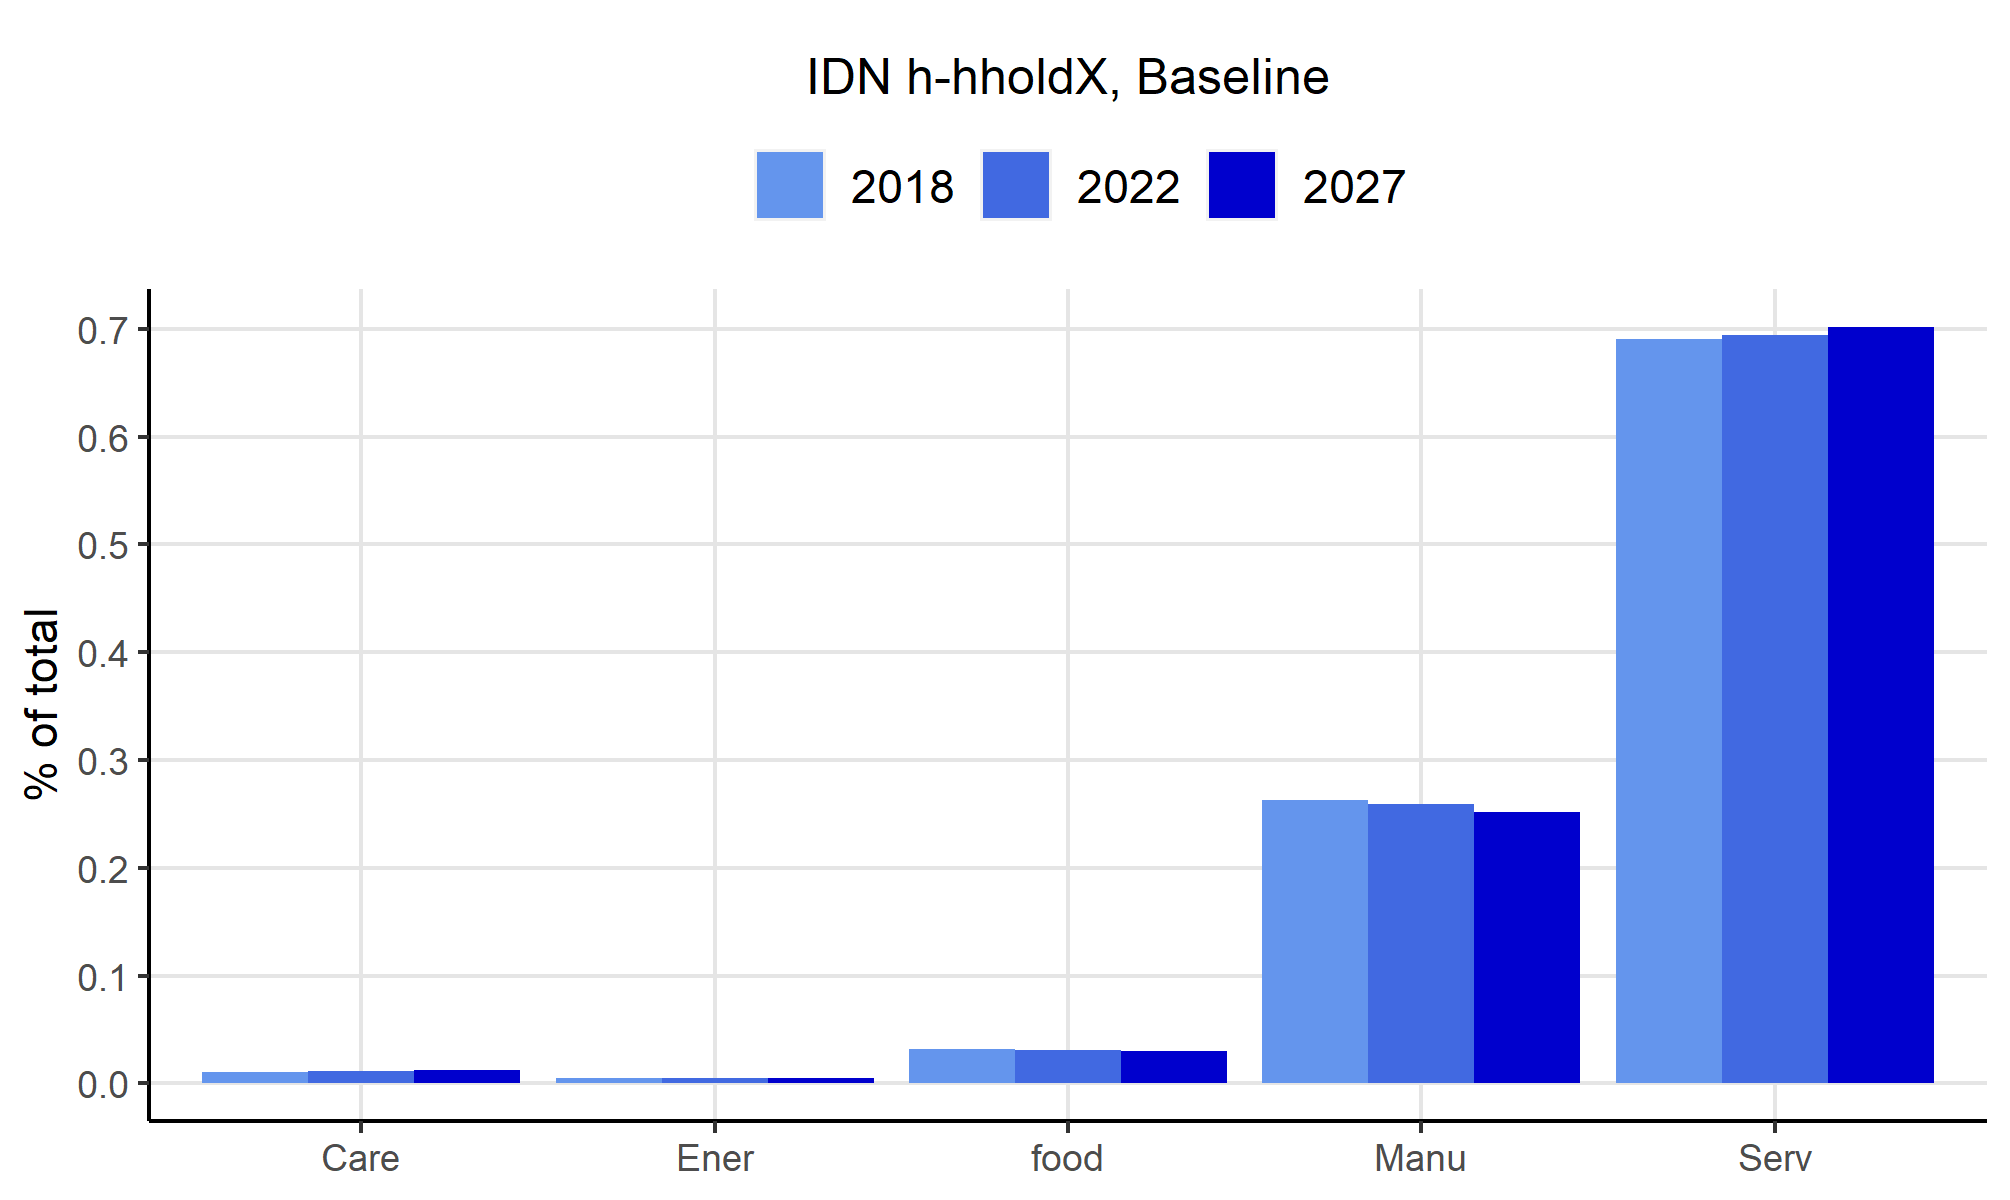 IDN h-hholdX, Baseline
2018 2022 2027
% of total
0.7
0.6
0.5
0.4
0.3
0.2
0.1
0.0
Care Ener food Manu Serv